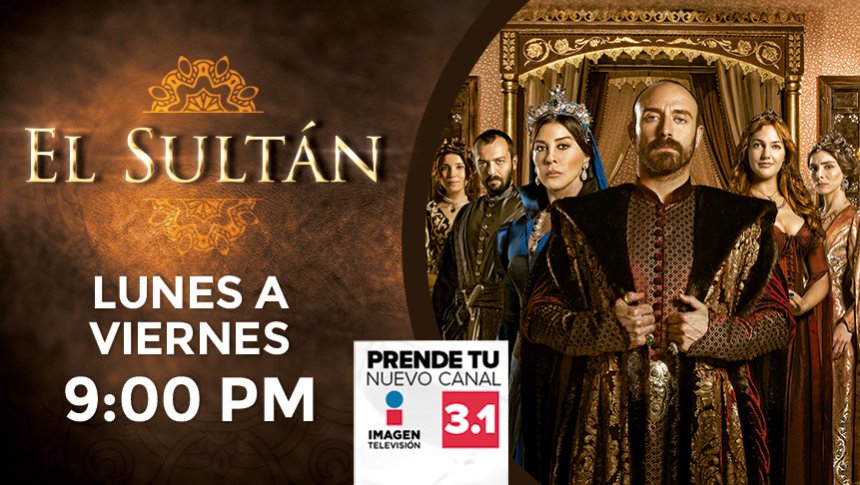 EL SULTÁN
LUNES A
VIERNES
9:00 PM
PRENDE TU
NUEVO CANAL
IMAGEN
TELEVISIÓN
3.1